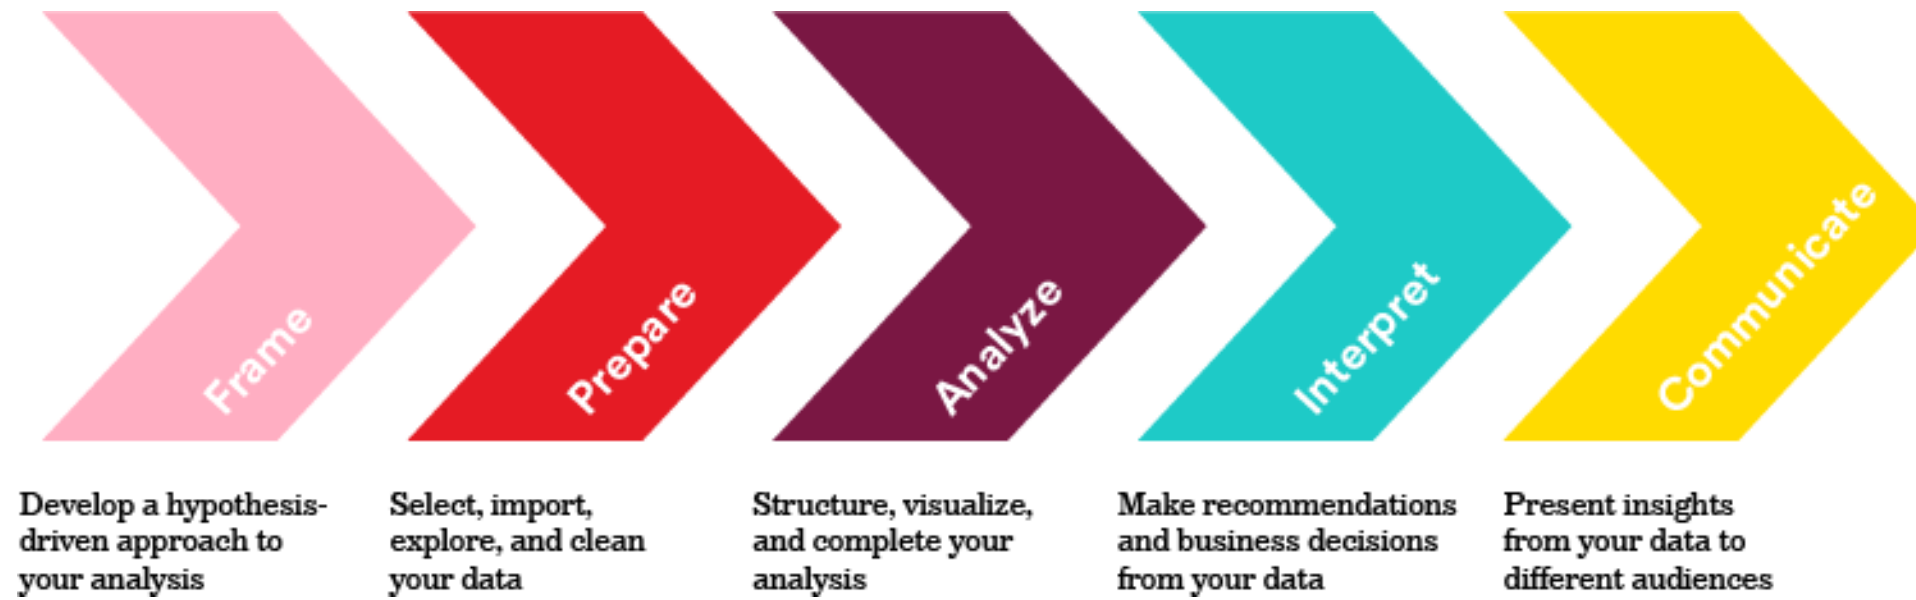 Frame
Prepare
Analyze
Interpret
Communicate
Develop a hypothesis-
driven approach to
your analysis
Select, import,
explore, and clean
your data
Structure, visualize,
and complete your
analysis
Make recommendations
and business decisions
from your data
Present insights
from your data to
different audiences